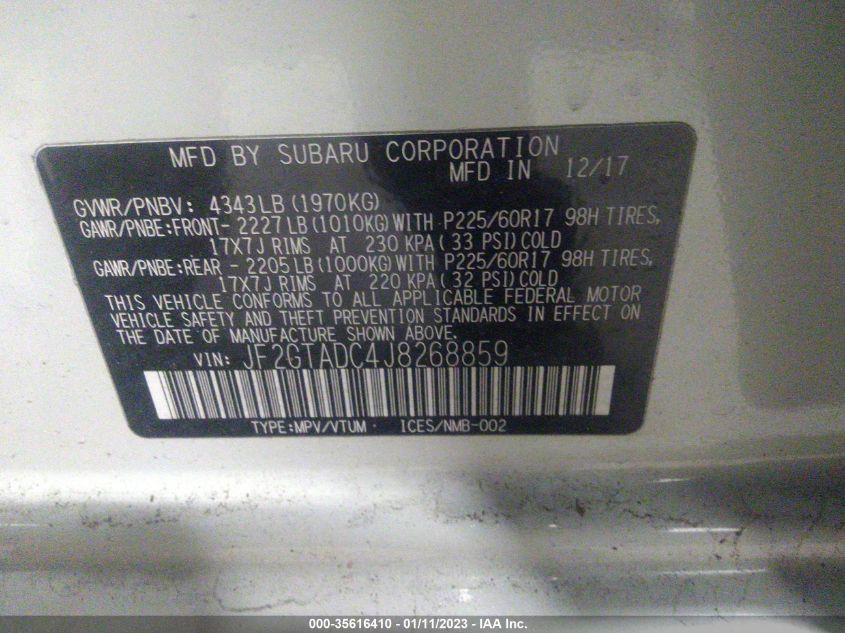 MFD BY SUBARU CORPORATION
MFD IN 12/17
GVWR/PNBV: 4343LB (1970KG)
GAWR/PNBE:FRONT- 2227LB (1010KG) WITH P225/60R17 98H TIRES,
17X7J RIMS AT 230 KPA ( 33 PSI) COLD
GAWR/PNBE:REAR - 2205LB (1000KG) WITH P225/60R17 98H TIRES,
17X7J RIMS AT 220 KPA ( 32 PSI) COLD
THIS VEHICLE CONFORMS TO ALL APPLICABLE FEDERAL MOTOR
VEHICLE SAFETY AND THEFT PREVENTION STANDARDS IN EFFECT ON
THE DATE OF MANUFACTURE SHOWN ABOVE.
VIN: JF2GTADC4J8268859
TYPE:MPV/VTUM · ICES/NMB-002
000-35616410 - 01/11/2023 - IAA Inc.